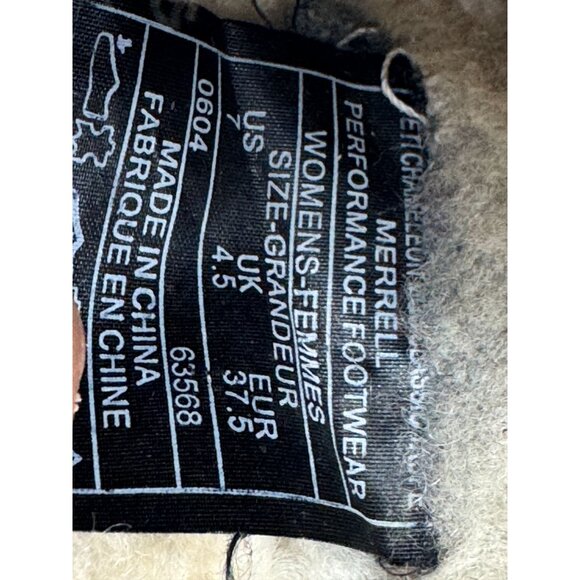 MERRELL
PERFORMANCE FOOTWEAR
WOMENS-FEMMES
SIZE-GRANDEUR
US UK EUR
7 4.5 37.5
0604 63568
MADE IN CHINA
FABRIQUE EN CHINE